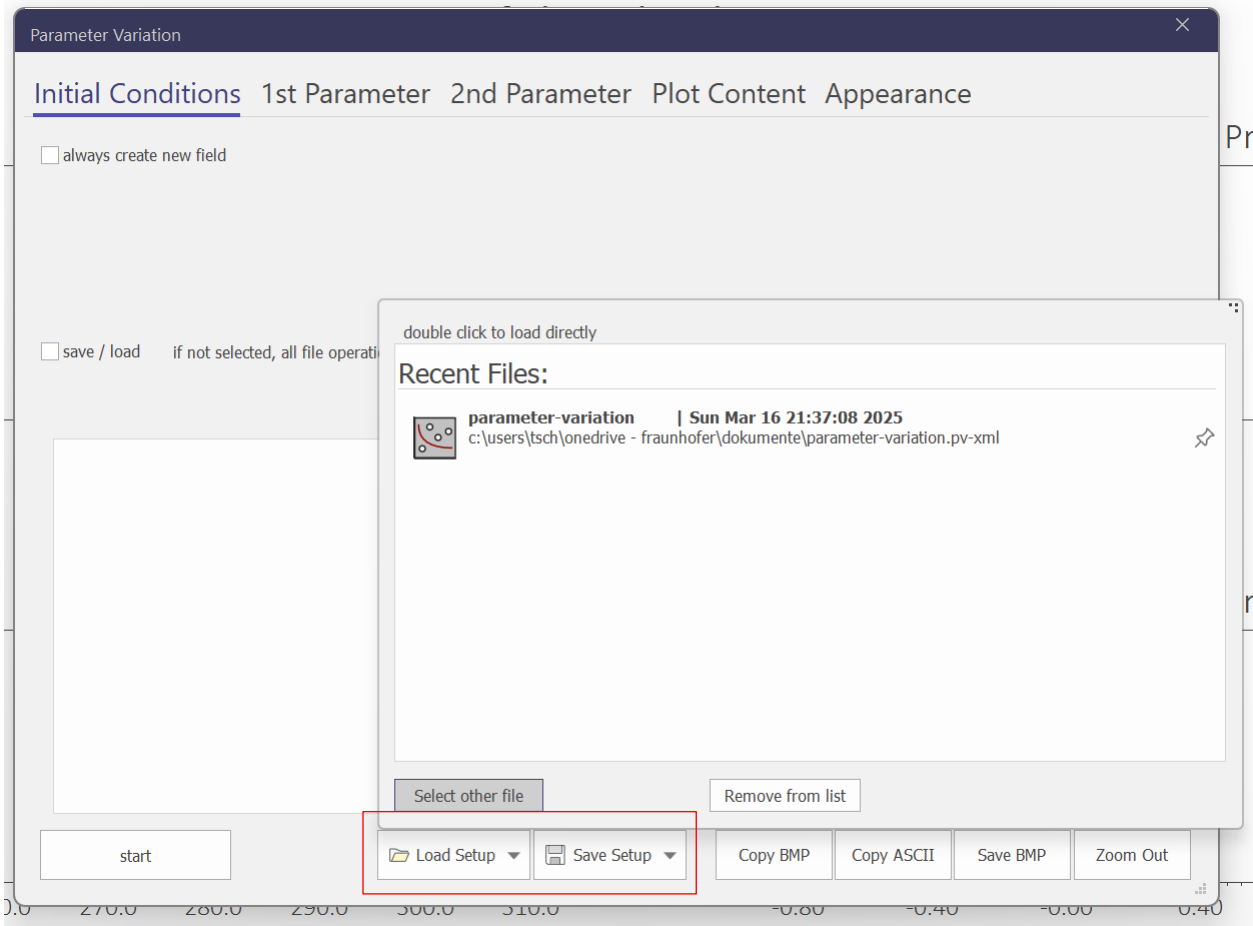 Parameter Variation
Initial Conditions 1st Parameter 2nd Parameter Plot Content Appearance
always create new field
save / load if not selected, all file operati
double click to load directly
Recent Files:
parameter-variation | Sun Mar 16 21:37:08 2025
c:\users\tsch\onedrive - fraunhofer\dokumente\parameter-variation.pv-xml
Select other file Remove from list
start Load Setup Save Setup Copy BMP Copy ASCII Save BMP Zoom Out
270.0 280.0 290.0 300.0 310.0 -0.80 -0.40 -0.00 0.40